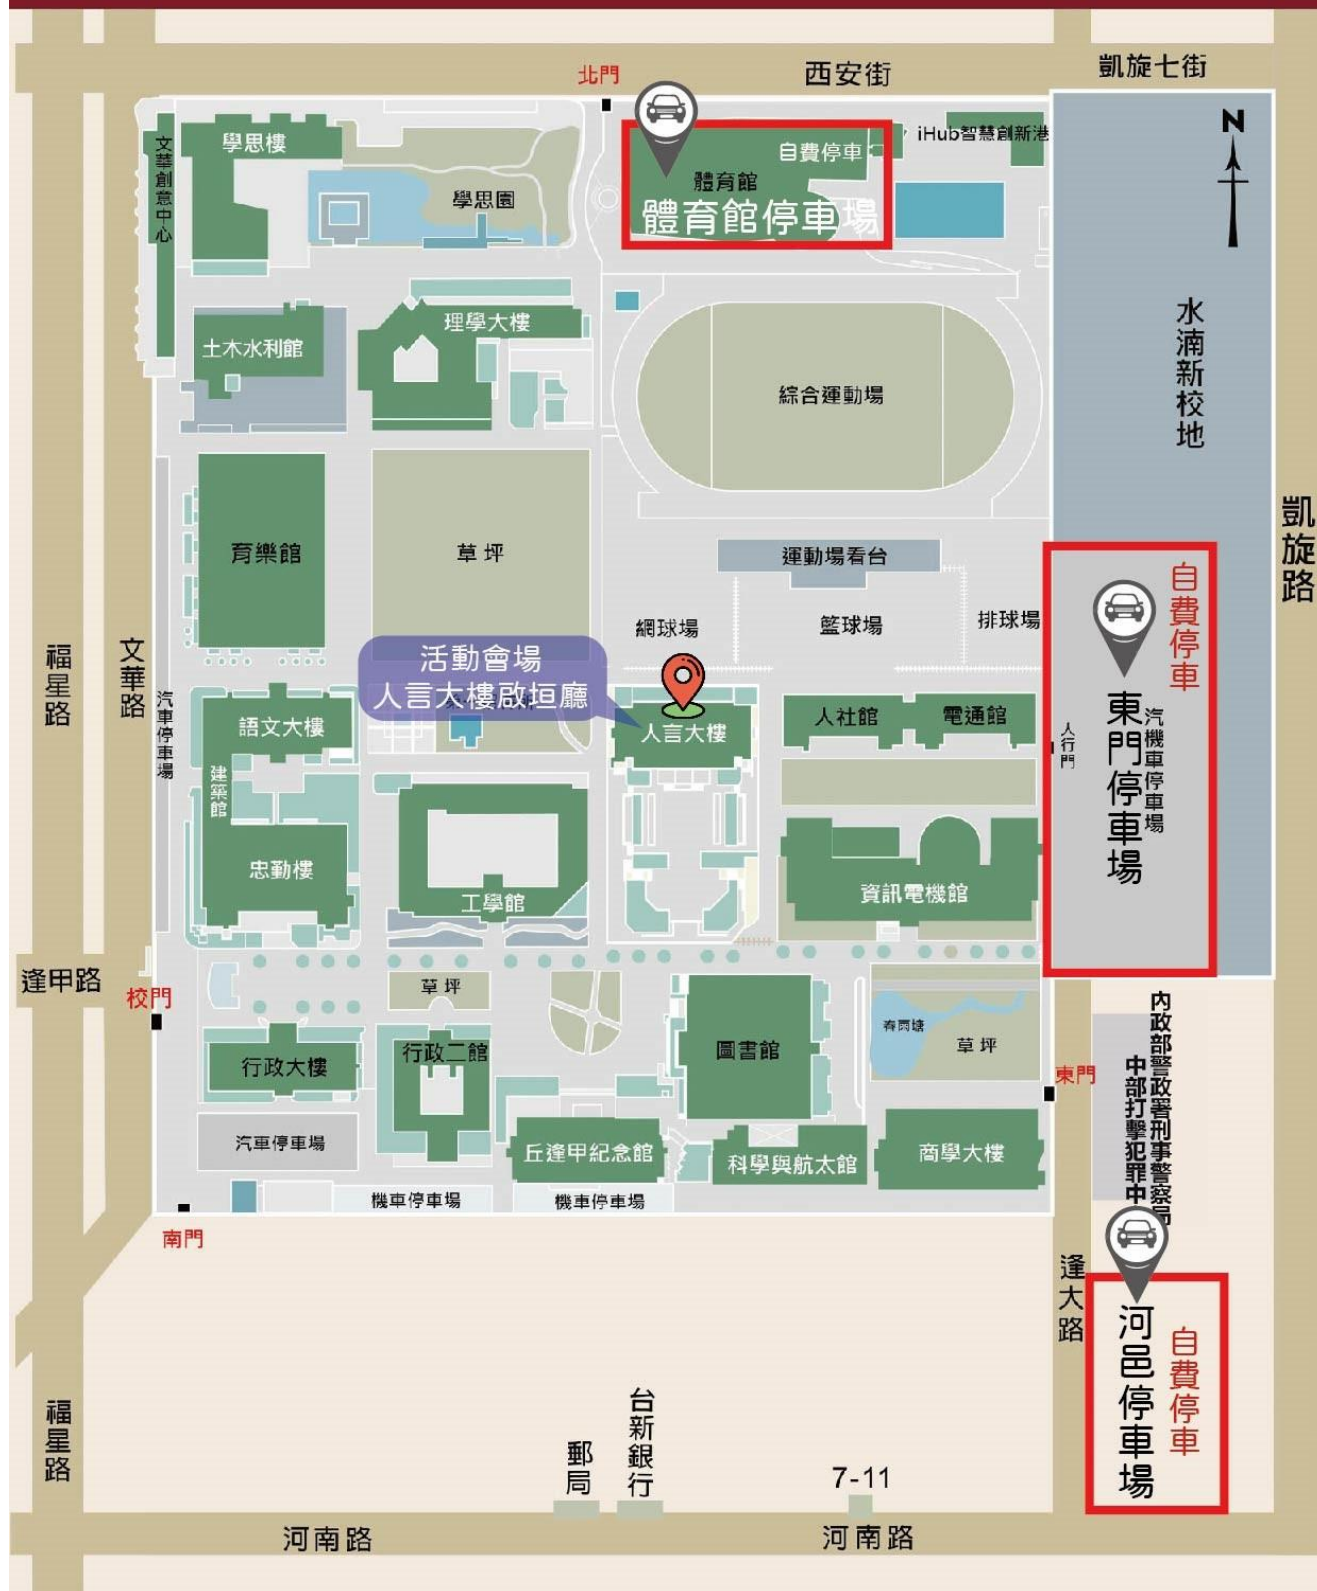 西安街
凱旋七街
北門
N
文華創意中心
學思樓
學思園
自費停車
體育館
體育館停車場
iHub智慧創新港
水湳新校地
土木水利館
理學大樓
綜合運動場
凱旋路
育樂館
草坪
運動場看台
網球場
籃球場
排球場
自費停車
東門停車場
汽機車停車場
人行門
福星路
文華路
汽車停車場
活動會場
人言大樓啟垣廳
語文大樓
建築館
忠勤樓
人言大樓
人社館
電通館
工學館
資訊電機館
逢甲路
校門
草坪
行政大樓
行政二館
圖書館
春雨塘
草坪
東門
內政部警政署刑事警察局
中部打擊犯罪中
汽車停車場
丘逢甲紀念館
科學與航太館
商學大樓
機車停車場
機車停車場
南門
逢大路
河邑停車場
自費停車
福星路
郵局
台新銀行
7-11
河南路
河南路